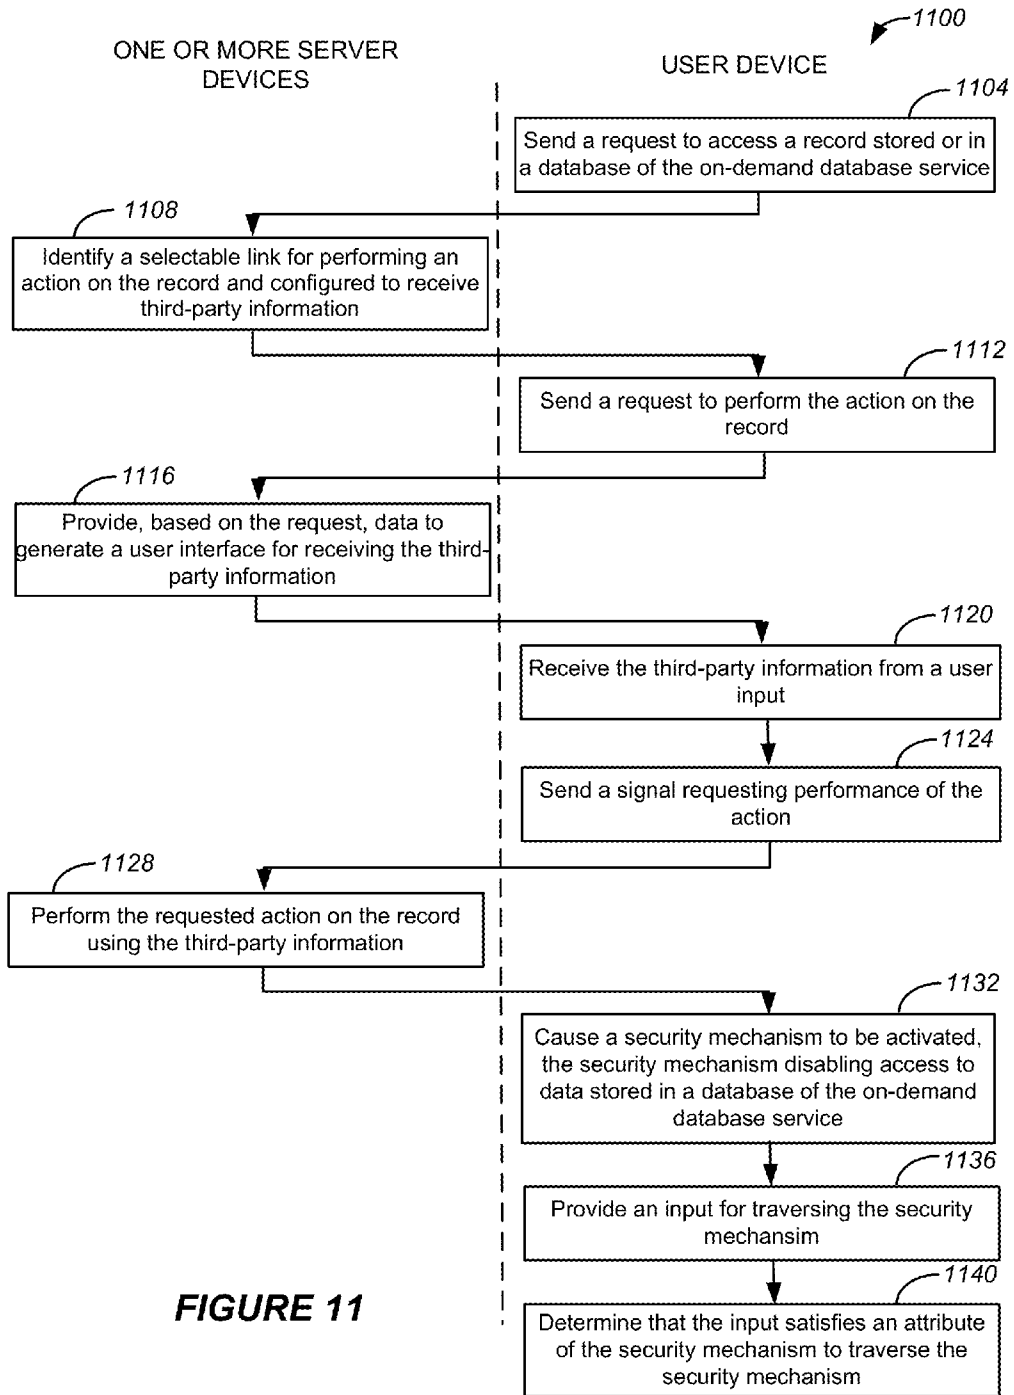 1100
ONE OR MORE SERVER
DEVICES
USER DEVICE
1104
Send a request to access a record stored or in
a database of the on-demand database service
1108
Identify a selectable link for performing an
action on the record and configured to receive
third-party information
1112
Send a request to perform the action on the
record
1116
Provide, based on the request, data to
generate a user interface for receiving the third-
party information
1120
Receive the third-party information from a user
input
1124
Send a signal requesting performance of the
action
1128
Perform the requested action on the record
using the third-party information
1132
Cause a security mechanism to be activated,
the security mechanism disabling access to
data stored in a database of the on-demand
database service
1136
Provide an input for traversing the security
mechansim
1140
Determine that the input satisfies an attribute
of the security mechanism to traverse the
security mechanism
FIGURE 11